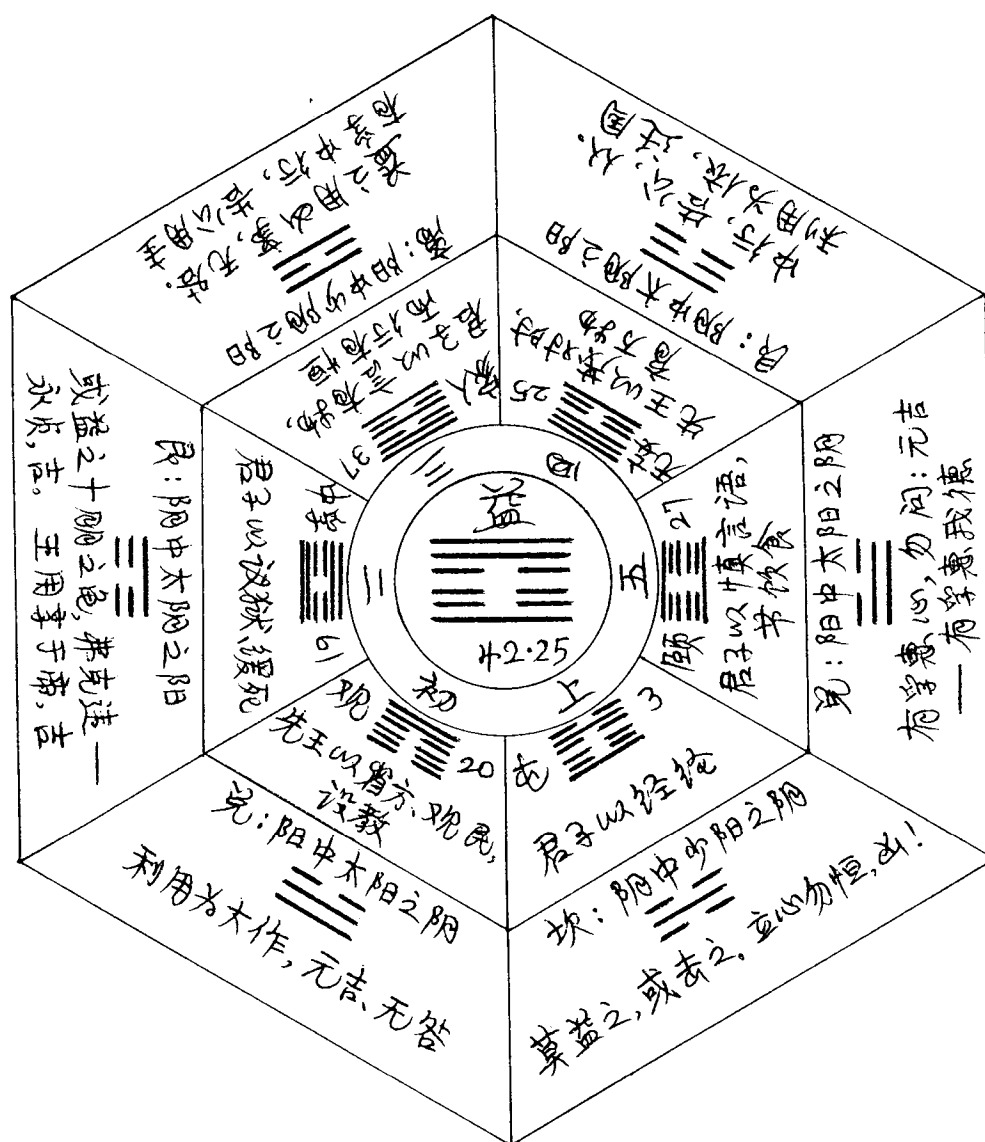 益
42·25
初
二
三
四
五
上
观
20
先王以省方、观民,
设教
兑:阳中太阳之阴
利用为大作,元吉、无咎
中孚
61
君子以议狱缓死
艮:阴中太阴之阳
或益之十朋之龟,弗克违——
永贞,吉。王用享于帝,吉
家人
37
君子以言有物,
而行有恒
离:阳中少阴之阳
益之用凶事,无咎。
有孚中行,告公用圭
无妄
25
先王以茂对时,
育万物
艮:阴中太阴之阳
中行,告公,从.
利用为依、迁国
颐
27
君子以慎言语,
节饮食
兑:阳中太阳之阴
有孚惠心,勿问:元吉
——有孚惠我德
屯
3
君子以经纶
坎:阴中少阳之阴
莫益之,或击之,立心勿恒,凶!